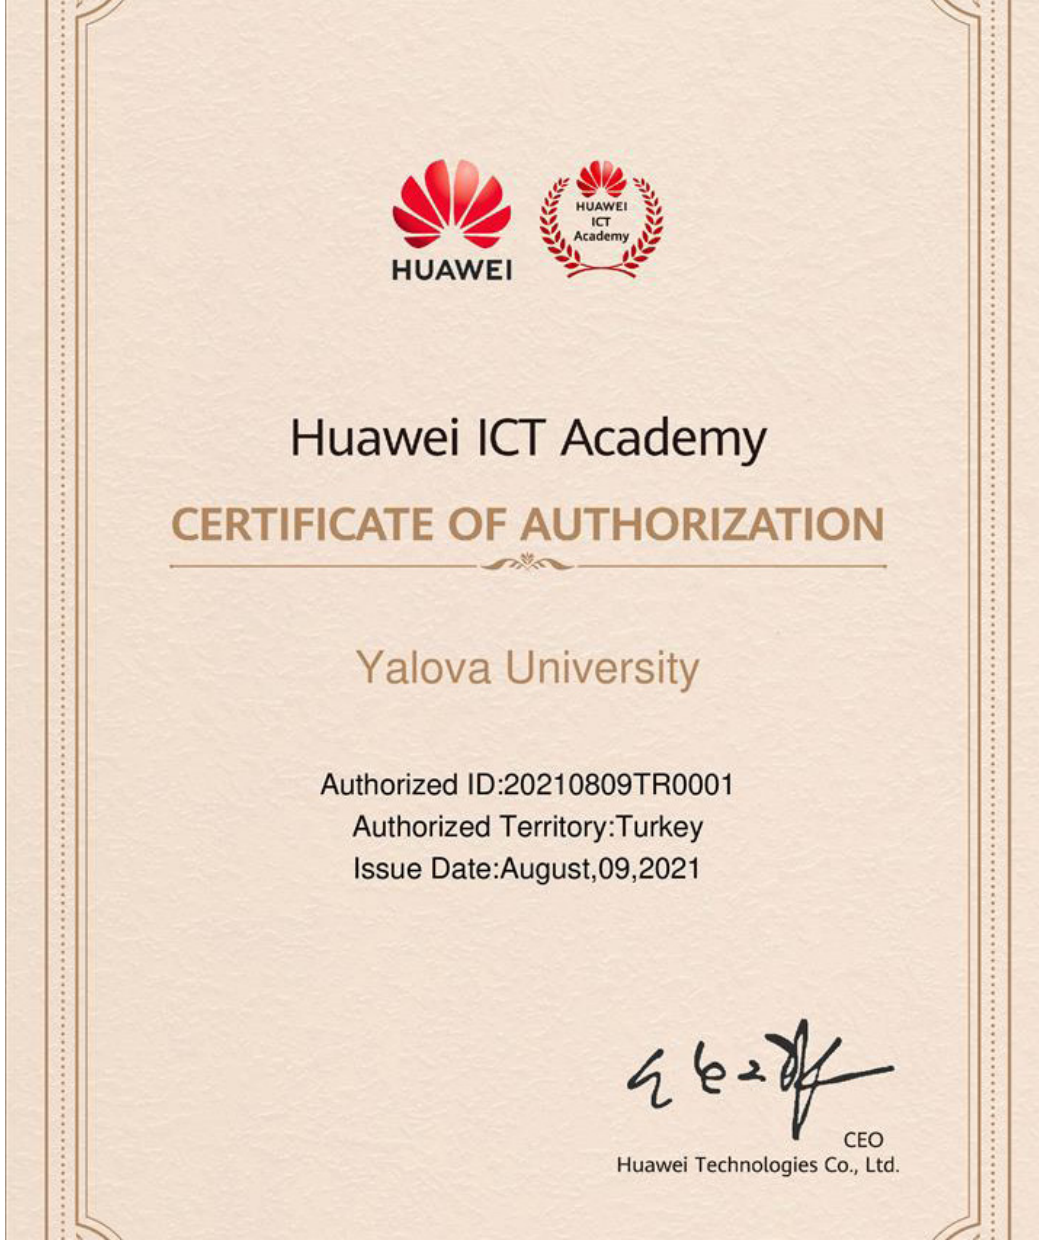 HUAWEI
HUAWEI
ICT
Academy
Huawei ICT Academy
CERTIFICATE OF AUTHORIZATION
Yalova University
Authorized ID:20210809TR0001
Authorized Territory:Turkey
Issue Date:August,09,2021
CEO
Huawei Technologies Co., Ltd.